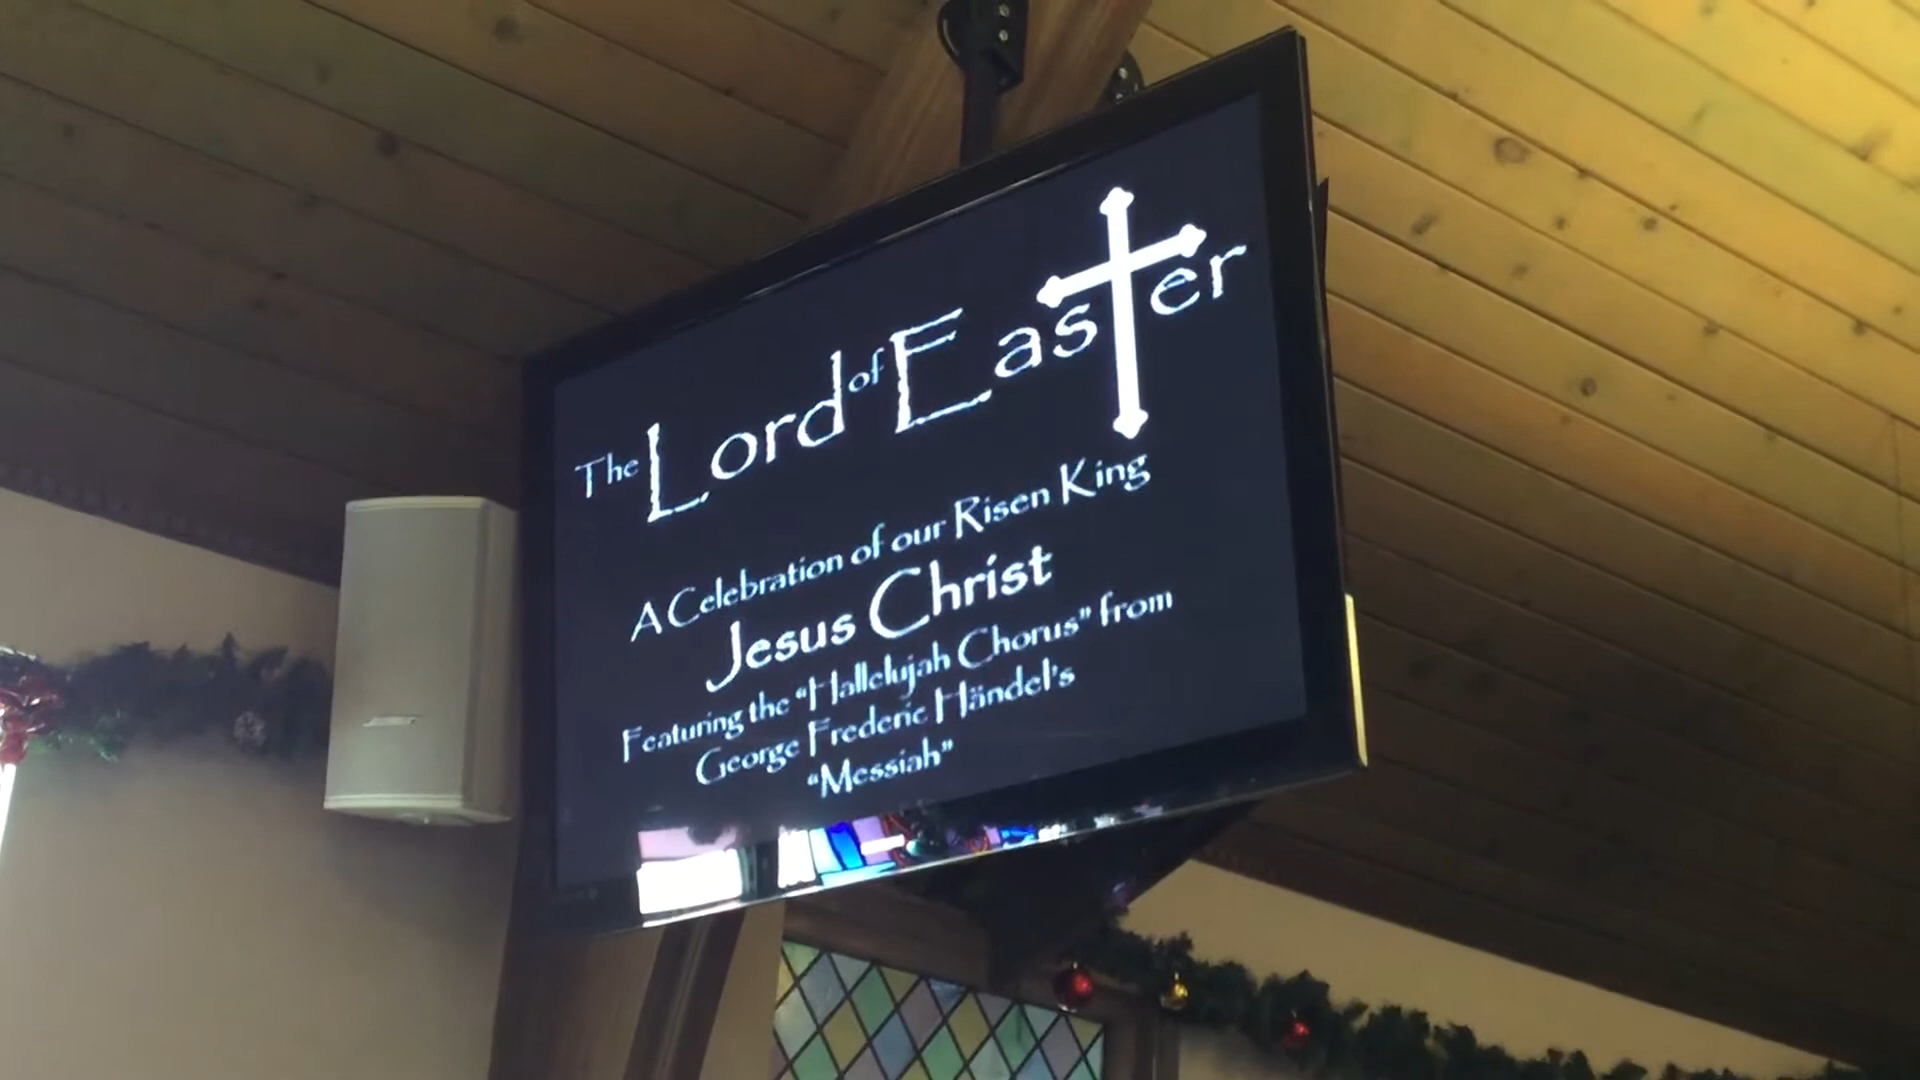 The Lord of Easter
A Celebration of our Risen King
Jesus Christ
Featuring the “Hallelujah Chorus” from
George Frederic Händel's
“Messiah”